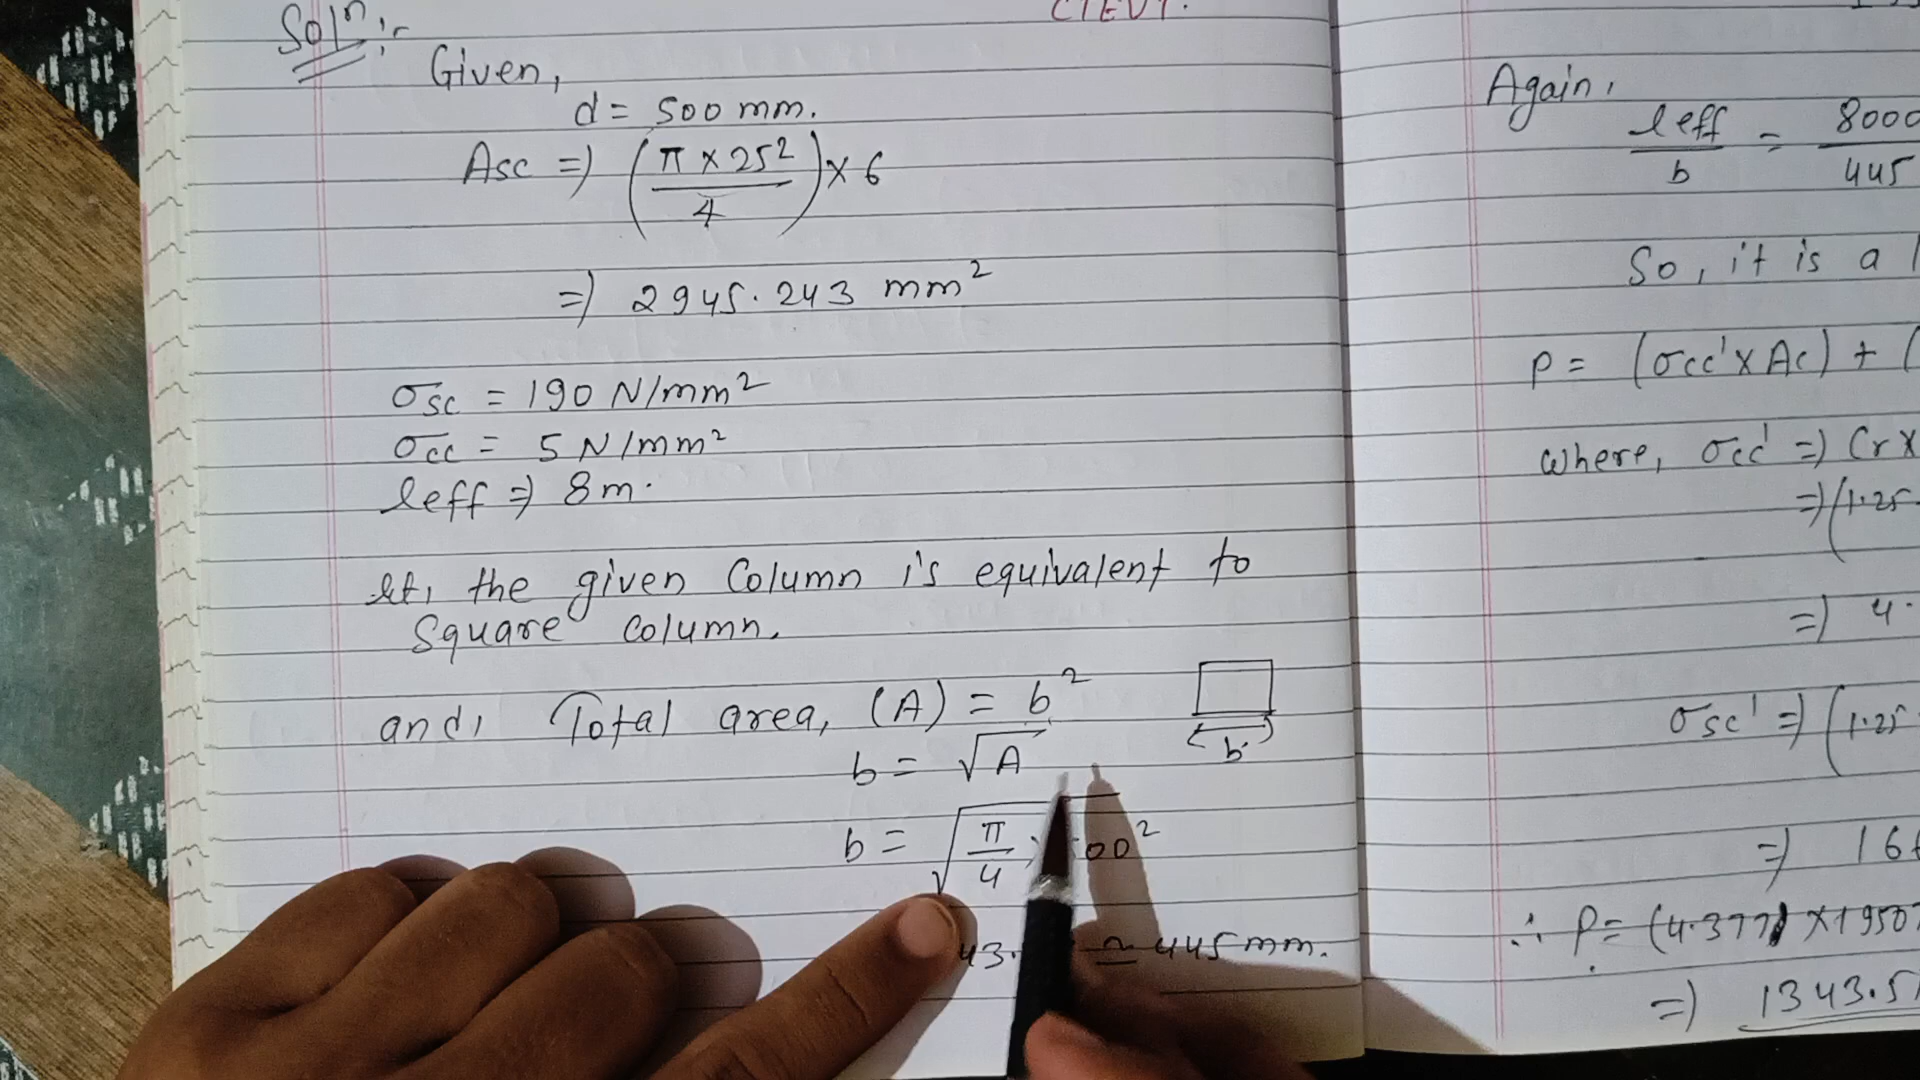 Solⁿ:-
Given,
d = 500 mm.
Asc => (π × 25² / 4) × 6
=> 2945.243 mm²
σsc = 190 N/mm²
σcc = 5 N/mm²
leff => 8m.
let, the given Column is equivalent to
Square Column.
and, Total area, (A) = b²
b = √A
b.
b = √ π/4 00²
43. ≃ 445 mm.
Again,
leff / b = 8000 / 445
So, it is a
P = (σcc' × Ac) + (
where, σcc' => Cr ×
=> (1.25
=> 4.
σsc' => (1.25
=> 16
∴ P = (4.377 × 1950
=> 1343.5